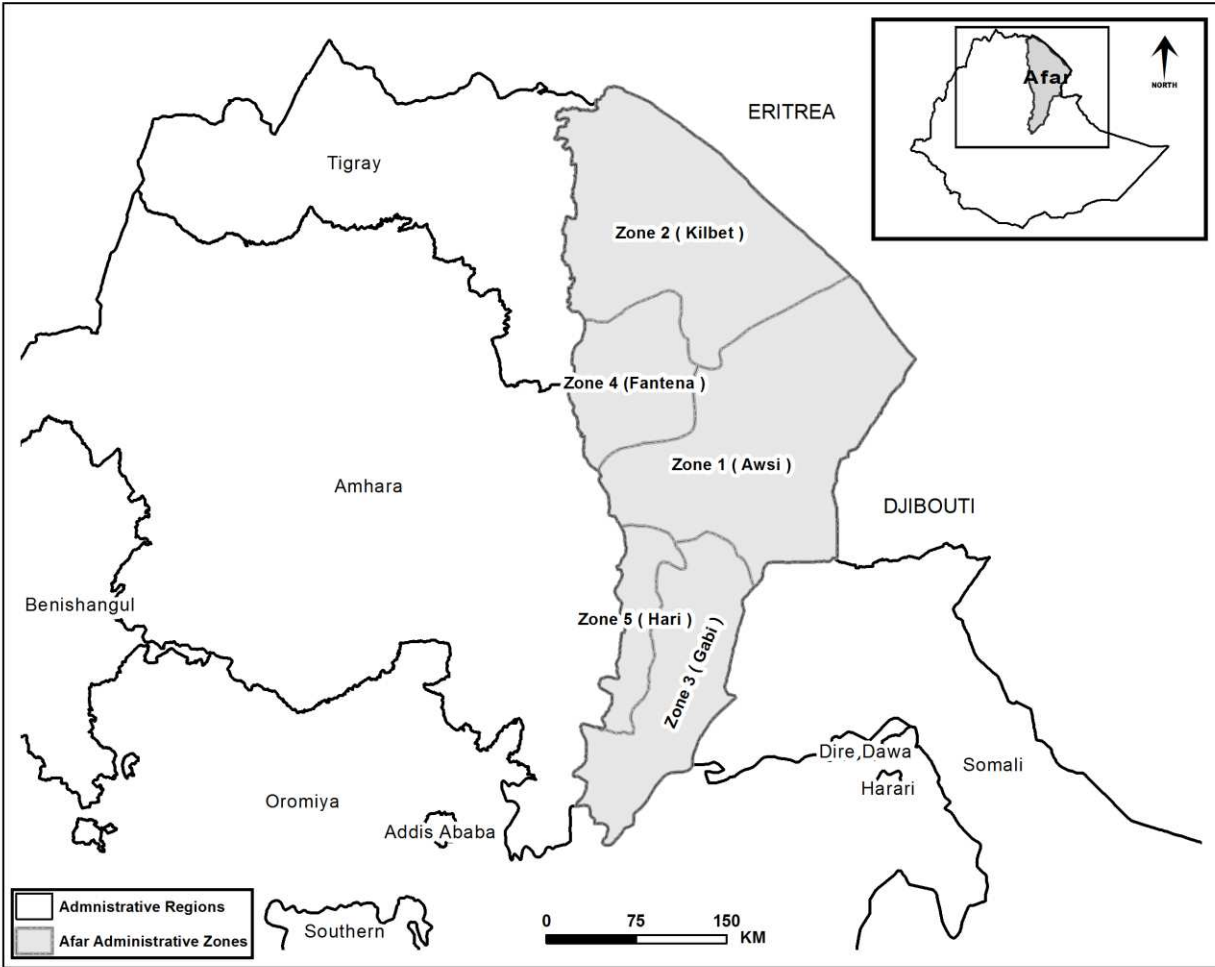 ERITREA
Afar
NORTH
Tigray
Zone 2 ( Kilbet )
Zone 4 (Fantena )
Zone 1 ( Awsi )
Amhara
DJIBOUTI
Benishangul
Zone 5 ( Hari )
Zone 3 ( Gabi )
Dire Dawa
Somali
Harari
Oromiya
Addis Ababa
Admnistrative Regions
Afar Administrative Zones
Southern
0 75 150
KM